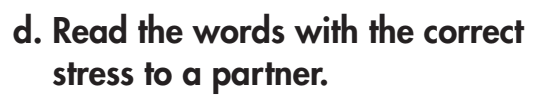 d. Read the words with the correct
stress to a partner.